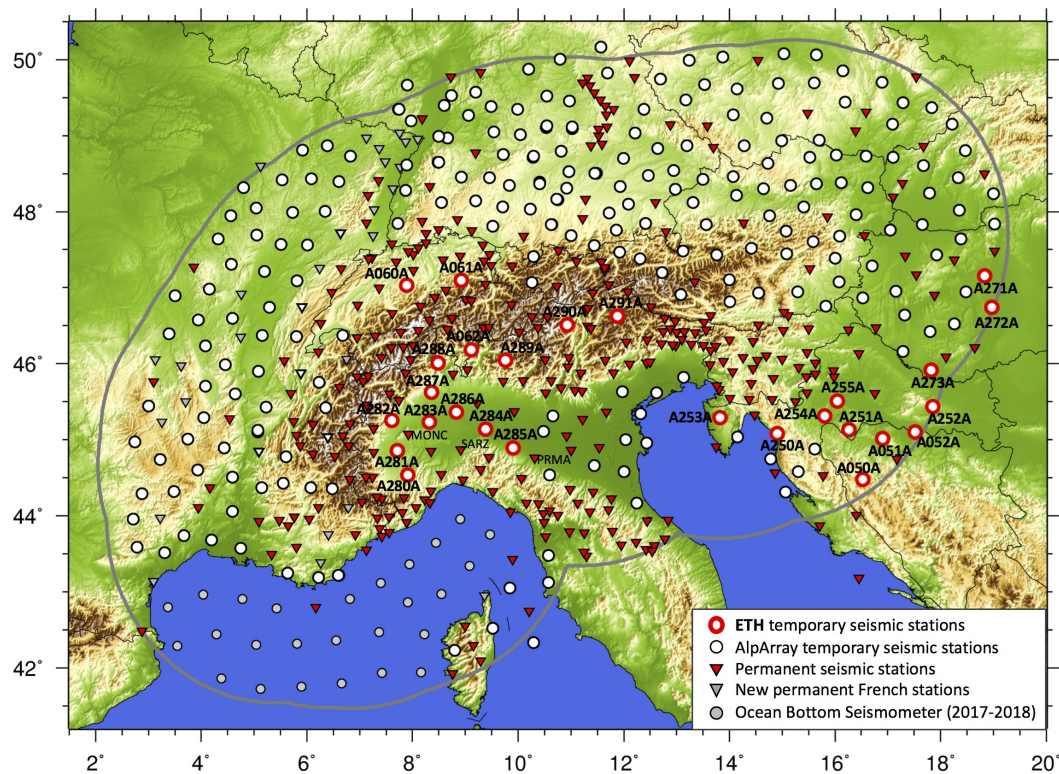 50°
48°
46°
44°
42°
2°
4°
6°
8°
10°
12°
14°
16°
18°
20°
A060A
A061A
A062A
A288A
A289A
A290A
A291A
A287A
A286A
A282A
A283A
A284A
A285A
MONC
SARZ
PRMA
A281A
A280A
A253A
A254A
A255A
A251A
A250A
A051A
A052A
A050A
A252A
A273A
A272A
A271A
ETH temporary seismic stations
AlpArray temporary seismic stations
Permanent seismic stations
New permanent French stations
Ocean Bottom Seismometer (2017-2018)